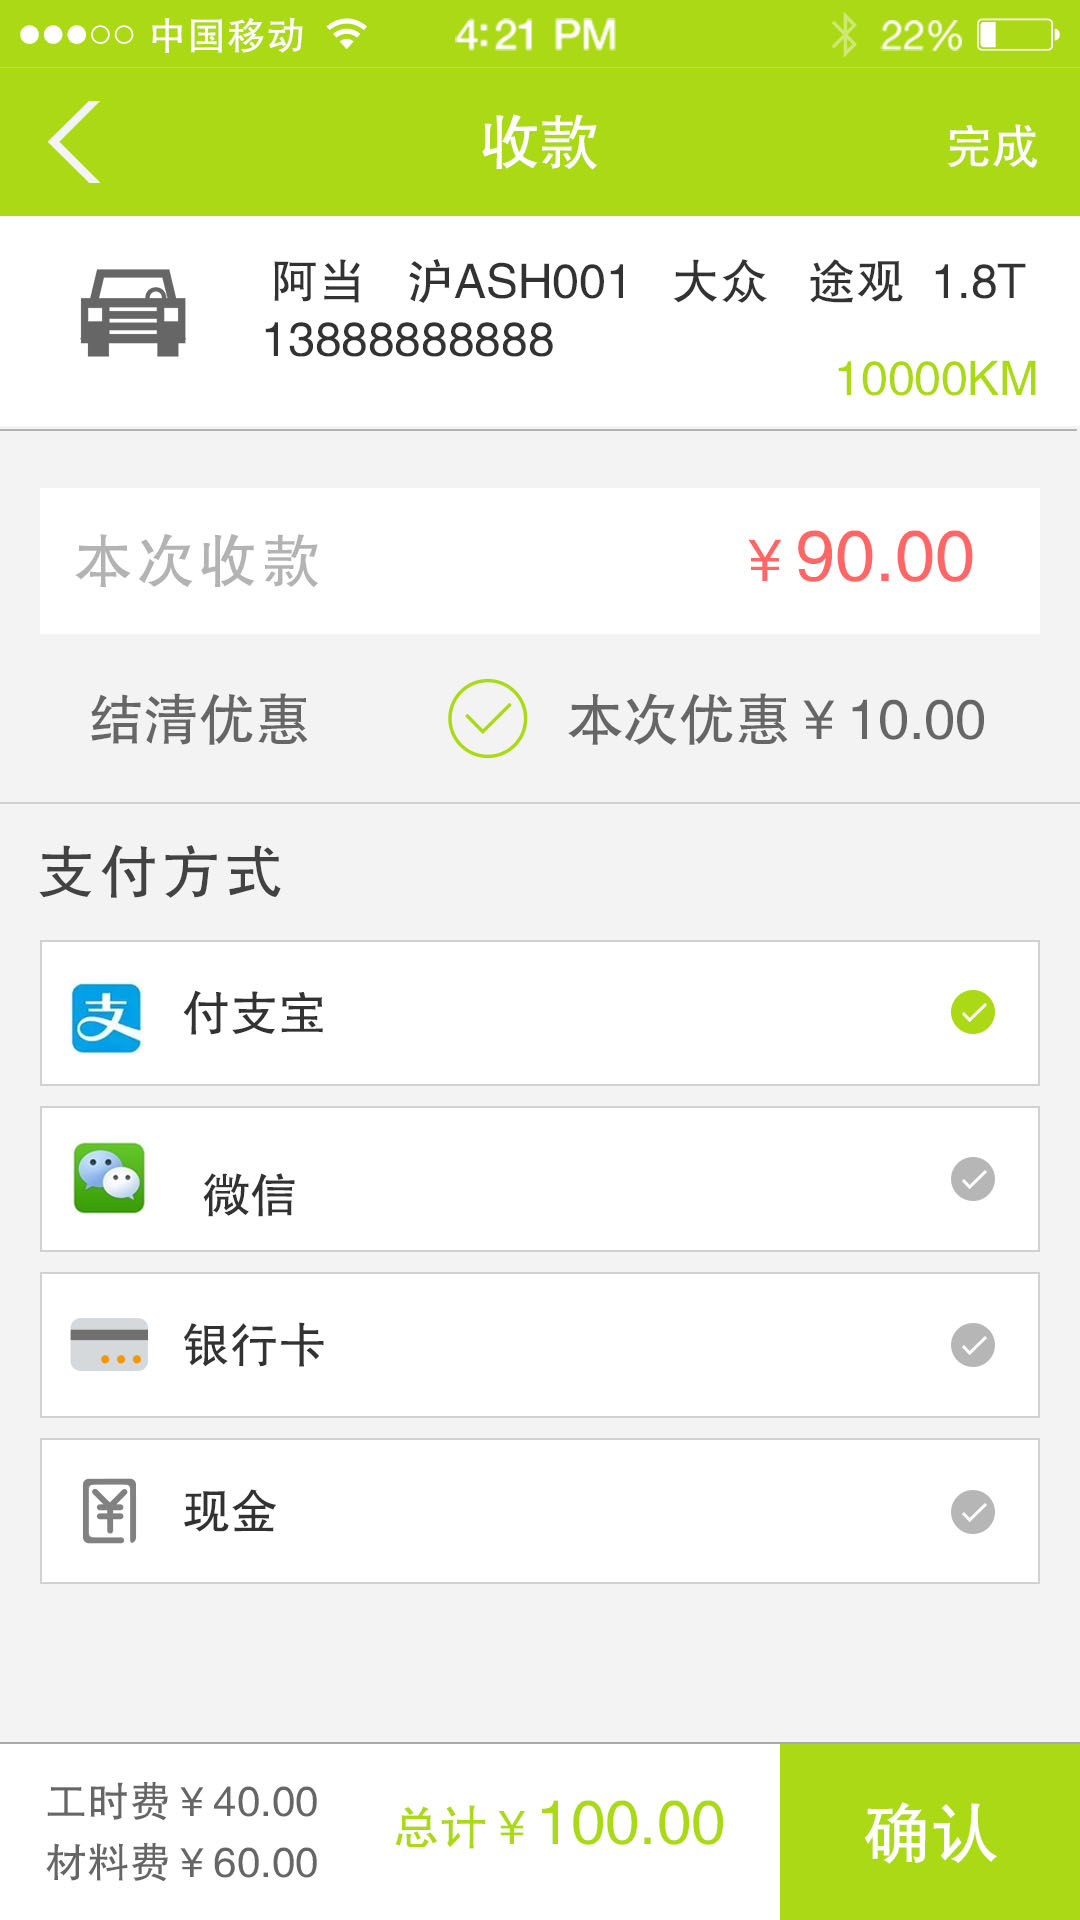 中国移动 4:21 PM 22%
收款 完成
阿当 沪ASH001 大众 途观 1.8T
13888888888
10000KM
本次收款 ¥90.00
结清优惠 本次优惠¥10.00
支付方式
支 付支宝
微信
银行卡
现金
工时费¥40.00
材料费¥60.00
总计¥100.00
确认